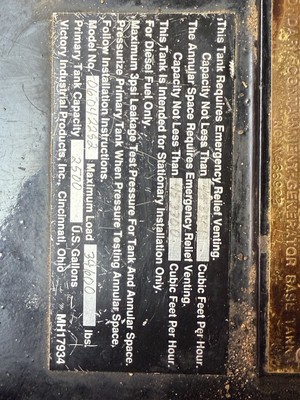 This Tank Requires Emergency Relief Venting.
Capacity Not Less Than Cubic Feet Per Hour.
The Annular Space Requires Emergency Relief Venting.
Capacity Not Less Than Cubic Feet Per Hour.
This Tank is Intended for Stationary Installation Only.
For Diesel Fuel Only.
Maximum 3psi Leakage Test Pressure For Tank And Annular Space
Pressurize Primary Tank When Pressure Testing Annular Space.
Follow Installation Instructions.
Model No. Maximum Load 34,600 lbs.
Primary Tank Capacity 2500 U.S. Gallons
Victory Industrial Products, Inc., Cincinnati, Ohio MH17934
GENERATOR BASE TANK